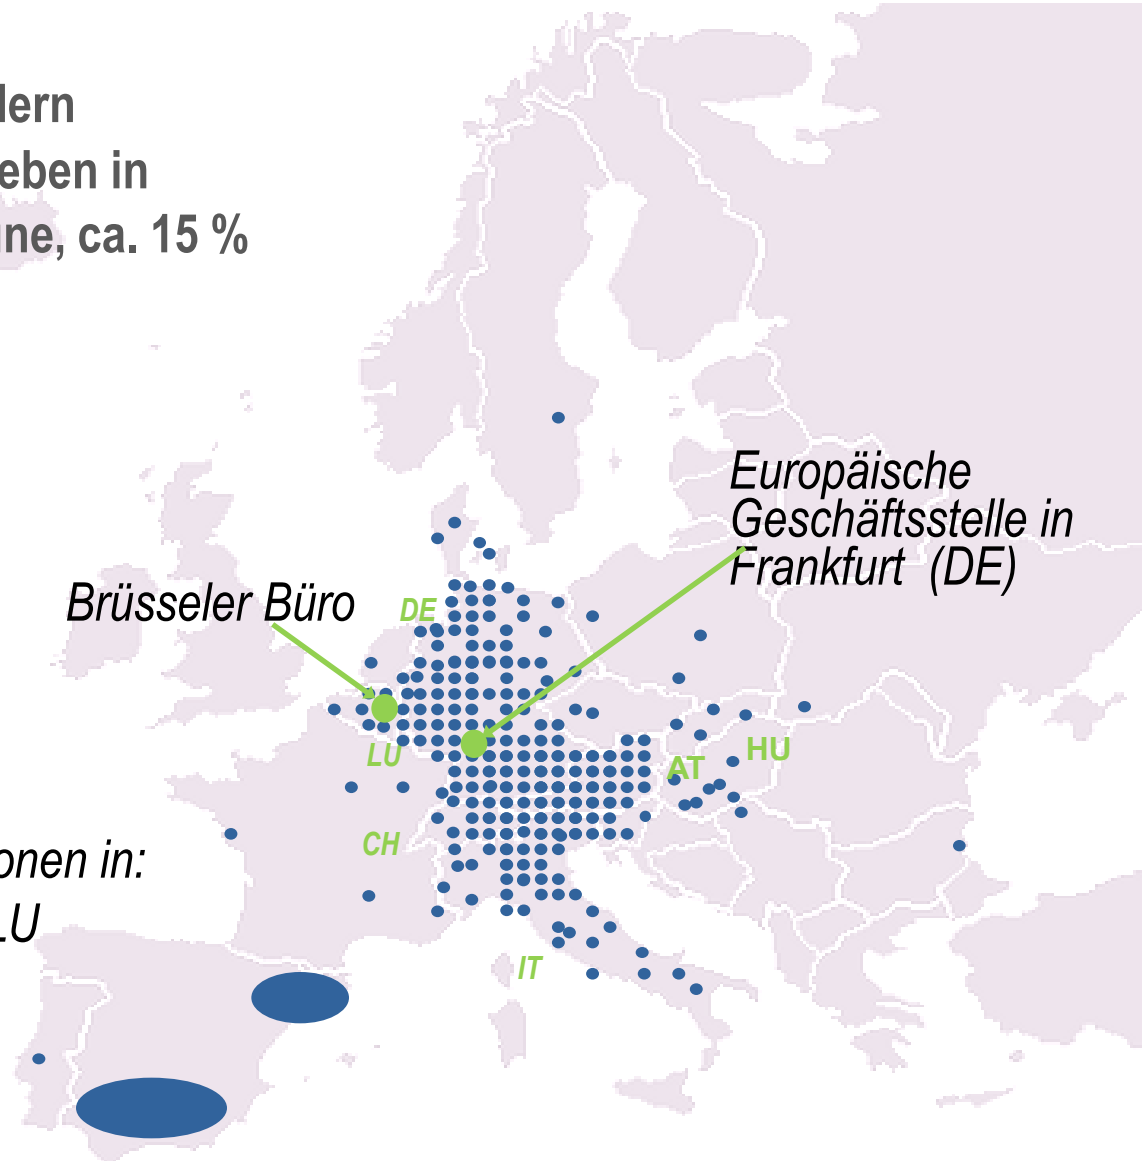 dern
eben in
ne, ca. 15 %
Europäische
Geschäftsstelle in
Frankfurt (DE)
Brüsseler Büro
DE
LU
AT
HU
CH
onen in:
LU
IT